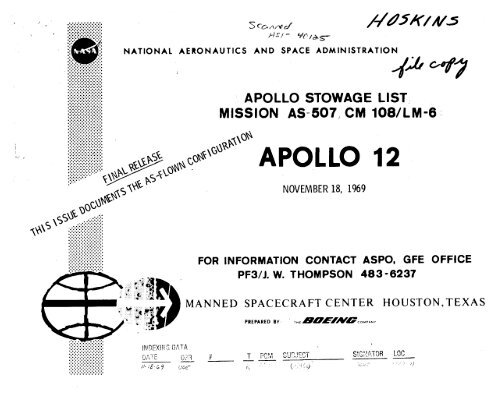 Scanned
HOSKINS
NASA
NATIONAL AERONAUTICS AND SPACE ADMINISTRATION
file copy
APOLLO STOWAGE LIST
MISSION AS-507, CM 108/LM-6
APOLLO 12
NOVEMBER 18, 1969
FINAL RELEASE
THIS ISSUE DOCUMENTS THE AS-FLOWN CONFIGURATION
FOR INFORMATION CONTACT ASPO, GFE OFFICE
PF3/J. W. THOMPSON 483-6237
MANNED SPACECRAFT CENTER HOUSTON, TEXAS
PREPARED BY: THE BOEING COMPANY
INDEXING DATA
DATE OPR # T PGM SUBJECT SIGNATOR LOC
11-18-69